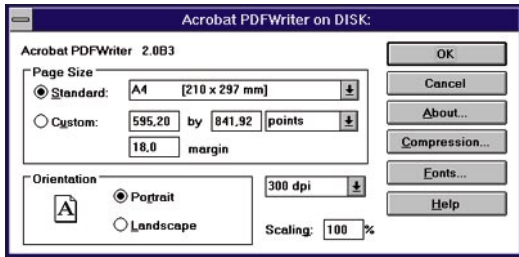 Acrobat PDFWriter on DISK:
Acrobat PDFWriter 2.0B3
Page Size
Standard: A4 [210 x 297 mm]
Custom: 595,20 by 841,92 points
18,0 margin
Orientation
A
Portrait
Landscape
300 dpi
Scaling: 100 %
OK
Cancel
About...
Compression...
Fonts...
Help